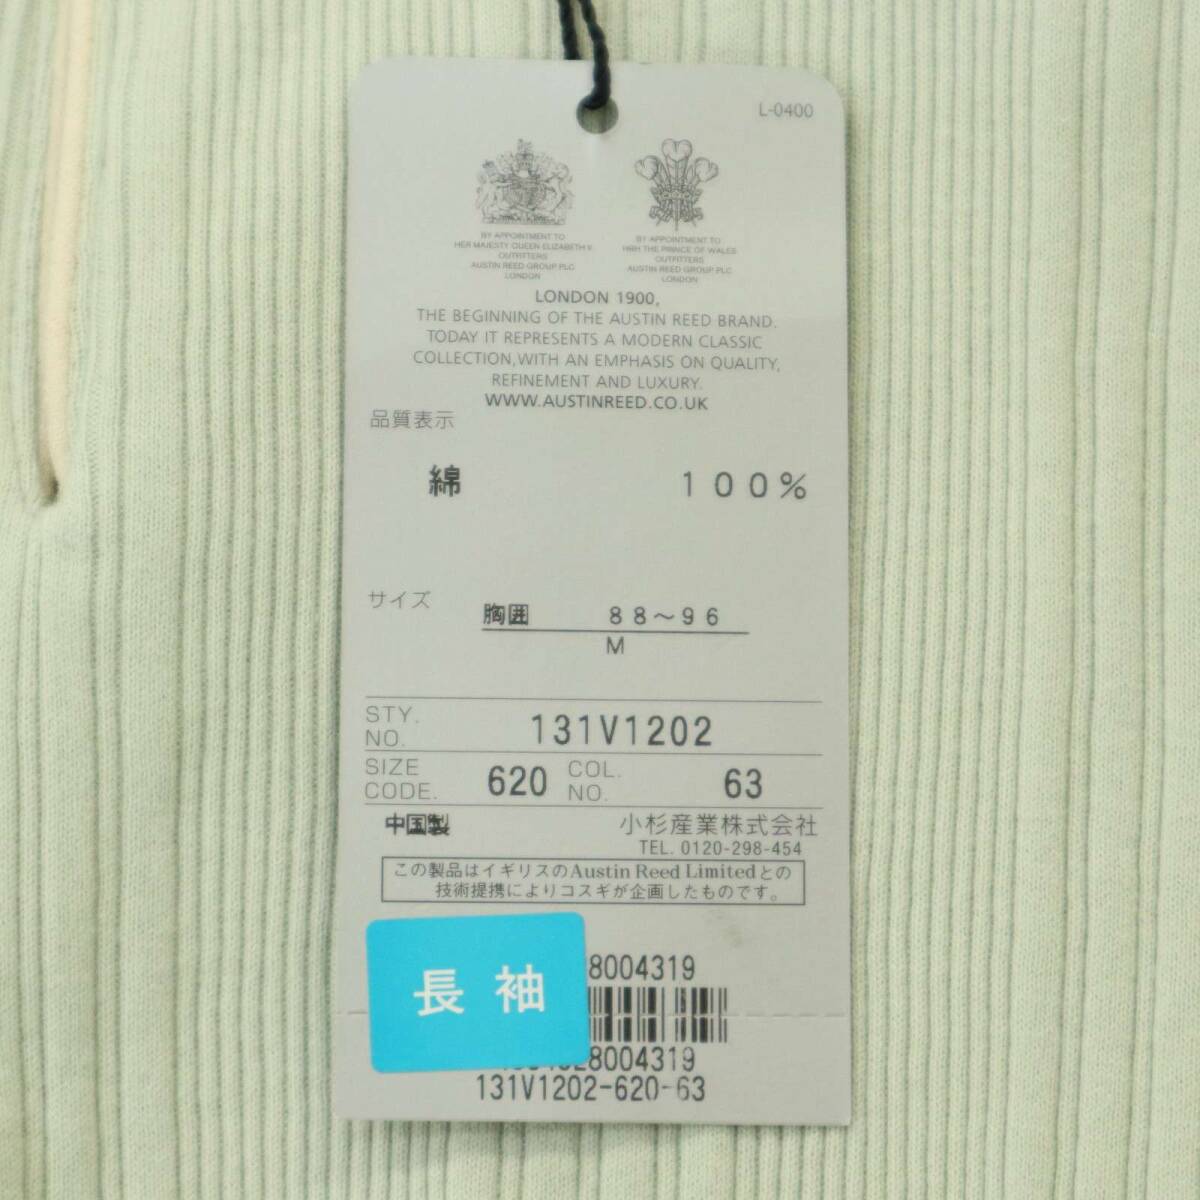 L-0400
BY APPOINTMENT TO
HER MAJESTY QUEEN ELIZABETH II
OUTFITTERS
AUSTIN REED GROUP PLC
LONDON
BY APPOINTMENT TO
HRH THE PRINCE OF WALES
OUTFITTERS
AUSTIN REED GROUP PLC
LONDON
LONDON 1900,
THE BEGINNING OF THE AUSTIN REED BRAND.
TODAY IT REPRESENTS A MODERN CLASSIC
COLLECTION,WITH AN EMPHASIS ON QUALITY,
REFINEMENT AND LUXURY.
WWW.AUSTINREED.CO.UK
品質表示
綿 100%
サイズ
胸囲 88〜96
M
STY. NO. 131V1202
SIZE CODE. 620 COL. NO. 63
中国製 小杉産業株式会社
TEL. 0120-298-454
この製品はイギリスのAustin Reed Limitedとの
技術提携によりコスギが企画したものです。
長袖
8004319
8004319
131V1202-620-63